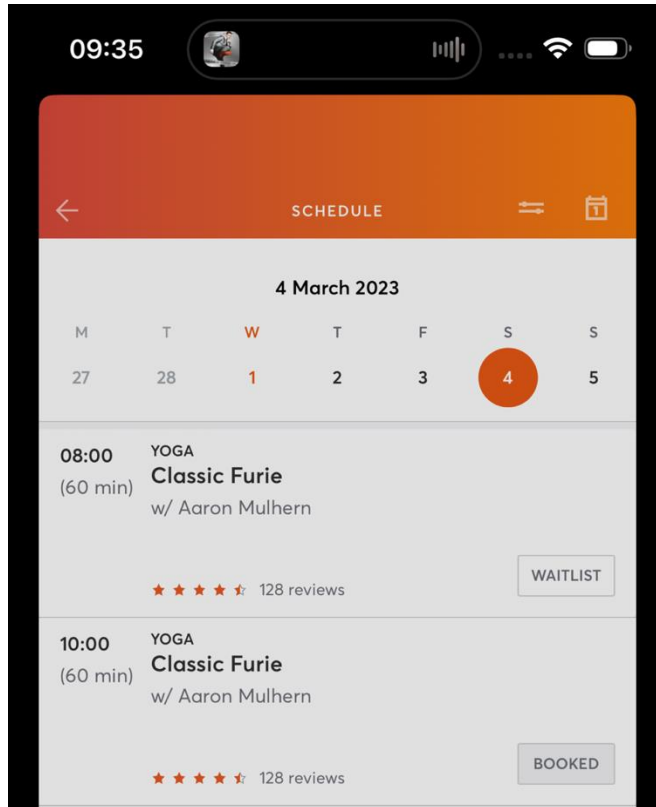 09:35
SCHEDULE
1
4 March 2023
M T W T F S S
27 28 1 2 3 4 5
08:00 YOGA
(60 min) Classic Furie
w/ Aaron Mulhern
128 reviews WAITLIST
10:00 YOGA
(60 min) Classic Furie
w/ Aaron Mulhern
128 reviews BOOKED